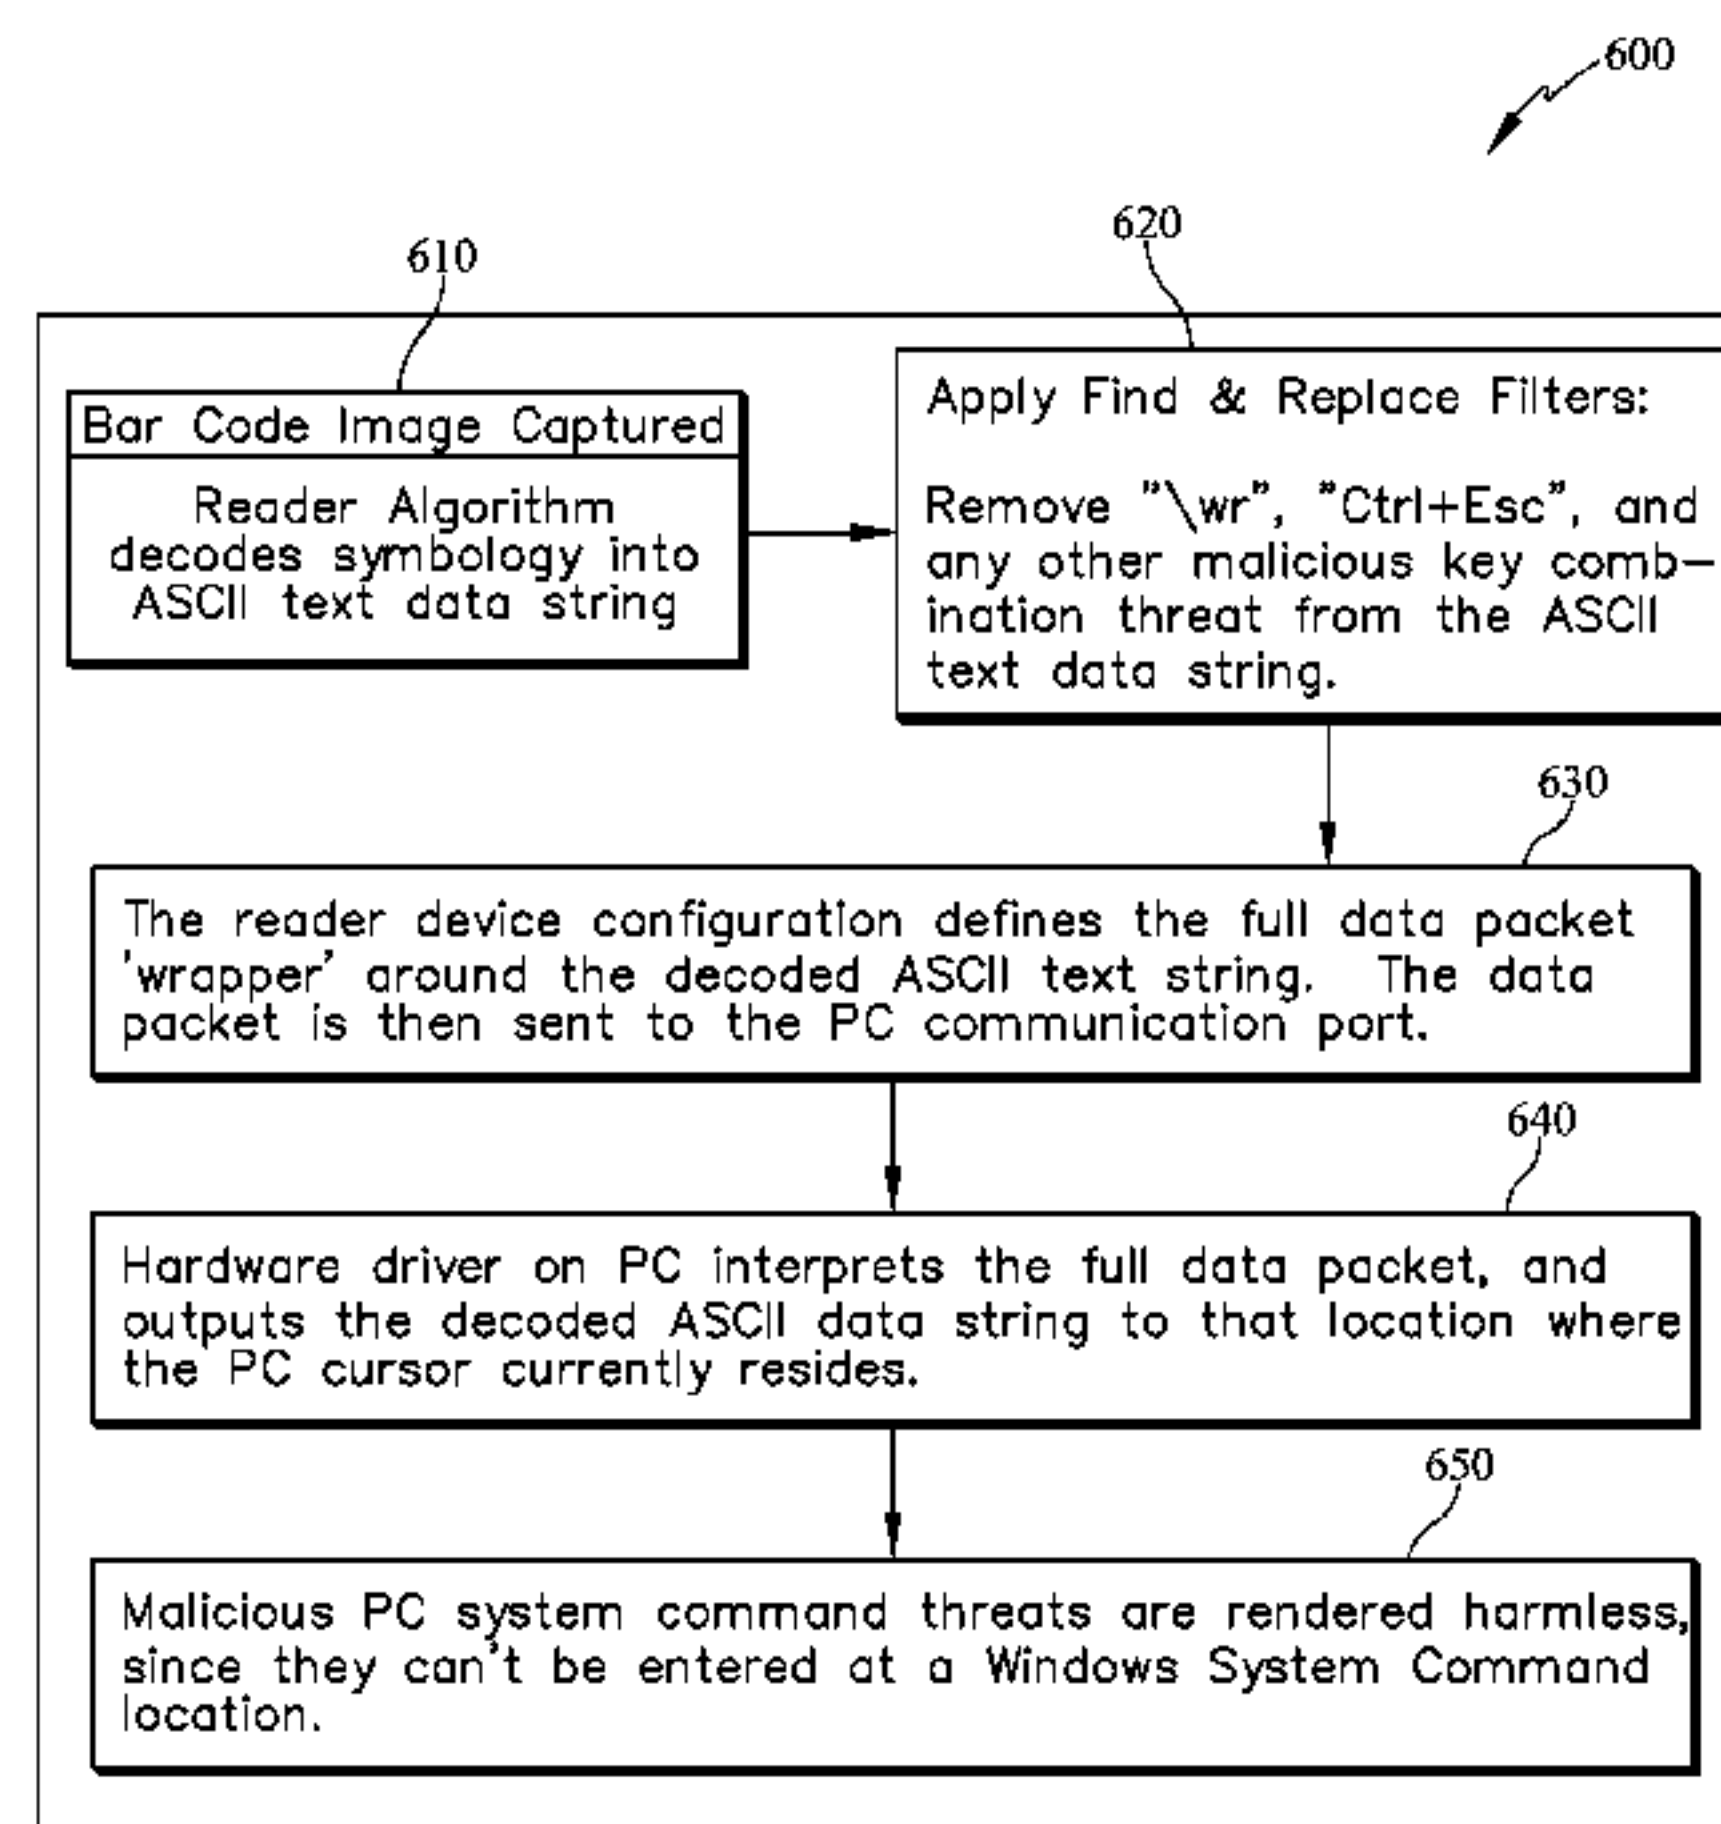 600
610
620
Bar Code Image Captured
Reader Algorithm
decodes symbology into
ASCII text data string
Apply Find & Replace Filters:
Remove "\wr", "Ctrl+Esc", and
any other malicious key comb-
ination threat from the ASCII
text data string.
630
The reader device configuration defines the full data packet
'wrapper' around the decoded ASCII text string. The data
packet is then sent to the PC communication port.
640
Hardware driver on PC interprets the full data packet, and
outputs the decoded ASCII data string to that location where
the PC cursor currently resides.
650
Malicious PC system command threats are rendered harmless,
since they can't be entered at a Windows System Command
location.